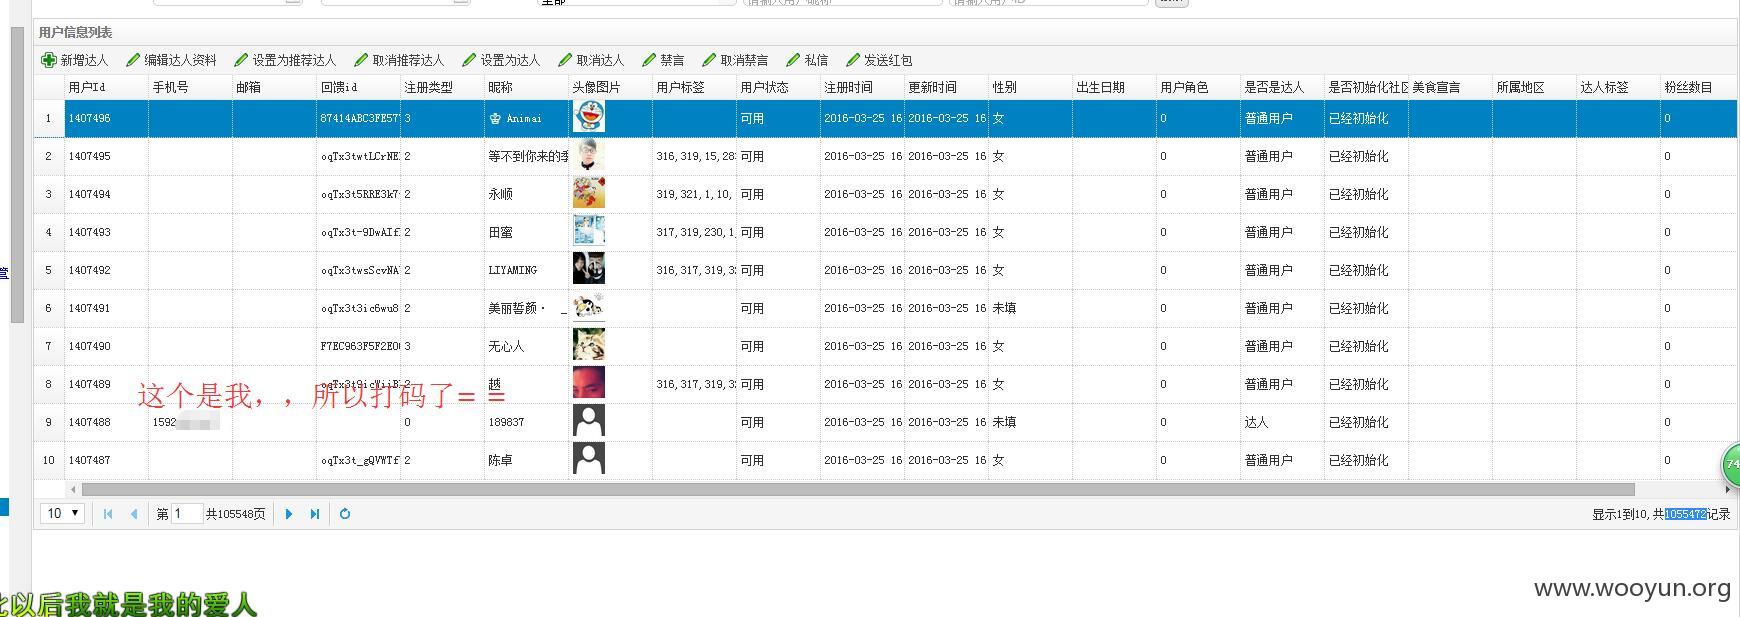 全部 请输入用户昵称 请输入用户ID
用户信息列表
新增达人 编辑达人资料 设置为推荐达人 取消推荐达人 设置为达人 取消达人 禁言 取消禁言 私信 发送红包
用户Id 手机号 邮箱 回馈id 注册类型 昵称 头像图片 用户标签 用户状态 注册时间 更新时间 性别 出生日期 用户角色 是否是达人 是否初始化社区 美食宣言 所属地区 达人标签 粉丝数目
1 1407496 87414ABC3FE57 3 Animai 可用 2016-03-25 16 2016-03-25 16 女 0 普通用户 已经初始化 0
2 1407495 oqTx3twtLCrNE 2 等不到你来的季 316,319,15,28 可用 2016-03-25 16 2016-03-25 16 女 0 普通用户 已经初始化 0
3 1407494 oqTx3t5RRE3k7 2 永顺 319,321,1,10, 可用 2016-03-25 16 2016-03-25 16 女 0 普通用户 已经初始化 0
4 1407493 oqTx3t-9DwAIf 2 田蜜 317,319,230,1, 可用 2016-03-25 16 2016-03-25 16 女 0 普通用户 已经初始化 0
5 1407492 oqTx3twsScvNA 2 LIYAMING 316,317,319,32 可用 2016-03-25 16 2016-03-25 16 女 0 普通用户 已经初始化 0
6 1407491 oqTx3t3ic6wu8 2 美丽誓颜· _ 可用 2016-03-25 16 2016-03-25 16 未填 0 普通用户 已经初始化 0
7 1407490 F7EC963F5F2E0 3 无心人 可用 2016-03-25 16 2016-03-25 16 女 0 普通用户 已经初始化 0
8 1407489 oqTx3t9icWiiB 2 越 316,317,319,32 可用 2016-03-25 16 2016-03-25 16 女 0 普通用户 已经初始化 0
这个是我，，所以打码了= =
9 1407488 1592 0 189837 可用 2016-03-25 16 2016-03-25 16 未填 0 达人 已经初始化 0
10 1407487 oqTx3t_gQVWTf 2 陈卓 可用 2016-03-25 16 2016-03-25 16 女 0 普通用户 已经初始化 0
74
10 第 1 共105548页 显示1到10,共1055472记录
www.wooyun.org
此以后我就是我的爱人